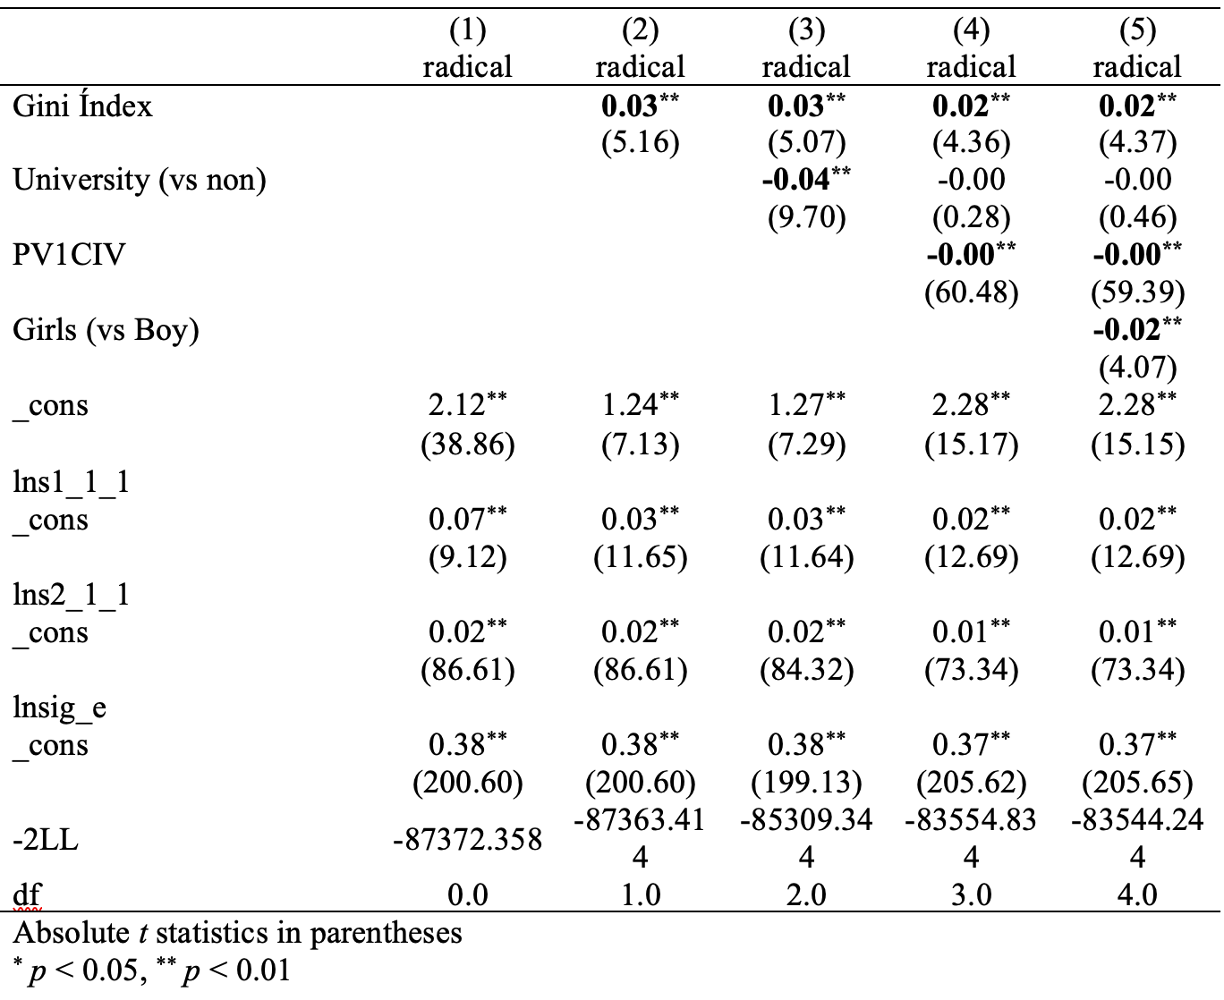 (1) (2) (3) (4) (5)
radical radical radical radical radical
Gini Índex 0.03** 0.03** 0.02** 0.02**
(5.16) (5.07) (4.36) (4.37)
University (vs non) -0.04** -0.00 -0.00
(9.70) (0.28) (0.46)
PV1CIV -0.00** -0.00**
(60.48) (59.39)
Girls (vs Boy) -0.02**
(4.07)
_cons 2.12** 1.24** 1.27** 2.28** 2.28**
(38.86) (7.13) (7.29) (15.17) (15.15)
lns1_1_1
_cons 0.07** 0.03** 0.03** 0.02** 0.02**
(9.12) (11.65) (11.64) (12.69) (12.69)
lns2_1_1
_cons 0.02** 0.02** 0.02** 0.01** 0.01**
(86.61) (86.61) (84.32) (73.34) (73.34)
lnsig_e
_cons 0.38** 0.38** 0.38** 0.37** 0.37**
(200.60) (200.60) (199.13) (205.62) (205.65)
-2LL -87372.358 -87363.41 -85309.34 -83554.83 -83544.24
4 4 4 4
df 0.0 1.0 2.0 3.0 4.0
Absolute t statistics in parentheses
* p < 0.05, ** p < 0.01